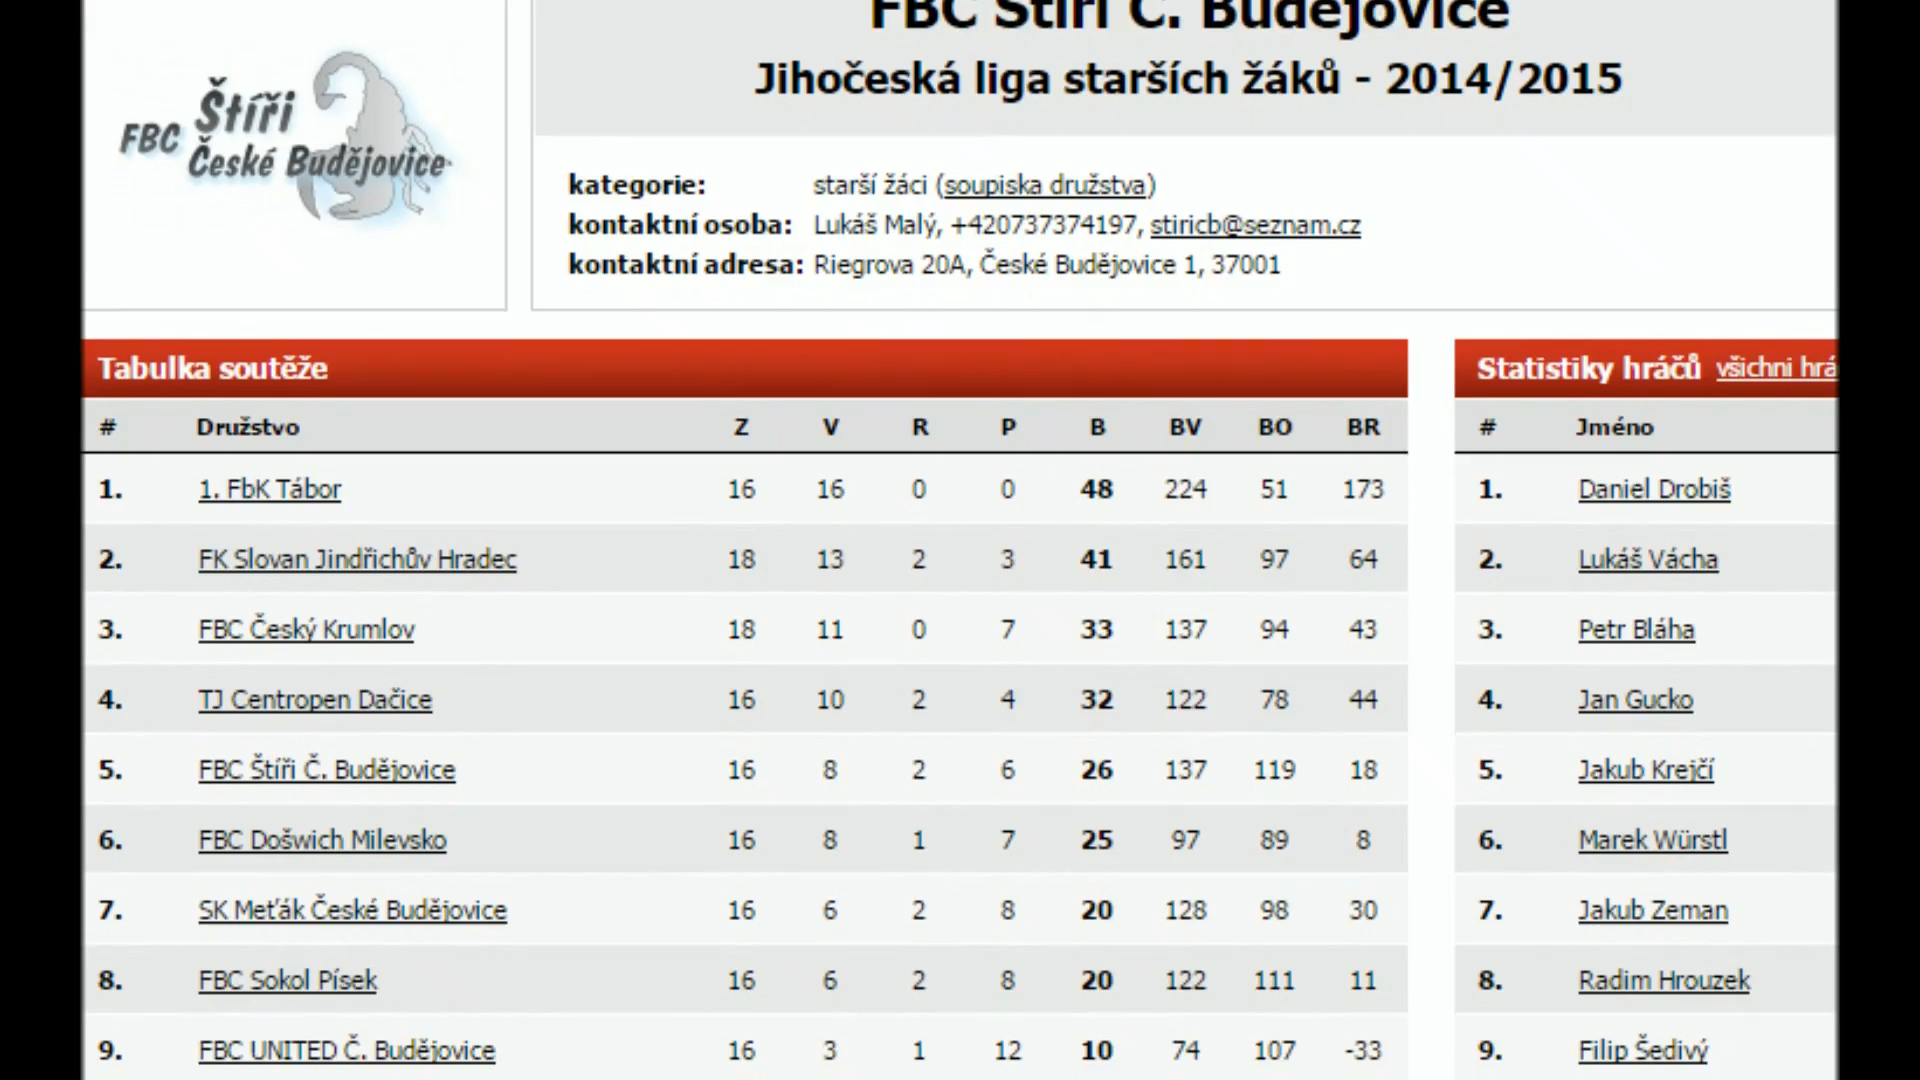 FBC Štíři České Budějovice
FBC Štíři Č. Budějovice
Jihočeská liga starších žáků - 2014/2015
kategorie: starší žáci (soupiska družstva)
kontaktní osoba: Lukáš Malý, +420737374197, stiricb@seznam.cz
kontaktní adresa: Riegrova 20A, České Budějovice 1, 37001
Tabulka soutěže
# Družstvo Z V R P B BV BO BR
1. 1. FbK Tábor 16 16 0 0 48 224 51 173
2. FK Slovan Jindřichův Hradec 18 13 2 3 41 161 97 64
3. FBC Český Krumlov 18 11 0 7 33 137 94 43
4. TJ Centropen Dačice 16 10 2 4 32 122 78 44
5. FBC Štíři Č. Budějovice 16 8 2 6 26 137 119 18
6. FBC Došwich Milevsko 16 8 1 7 25 97 89 8
7. SK Meťák České Budějovice 16 6 2 8 20 128 98 30
8. FBC Sokol Písek 16 6 2 8 20 122 111 11
9. FBC UNITED Č. Budějovice 16 3 1 12 10 74 107 -33
Statistiky hráčů všichni hrá
# Jméno
1. Daniel Drobiš
2. Lukáš Vácha
3. Petr Bláha
4. Jan Gucko
5. Jakub Krejčí
6. Marek Würstl
7. Jakub Zeman
8. Radim Hrouzek
9. Filip Šedivý